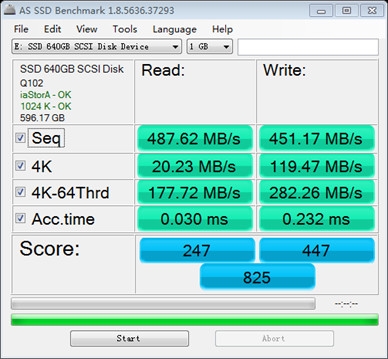 AS SSD Benchmark 1.8.5636.37293
File Edit View Tools Language Help
E: SSD 640GB SCSI Disk Device 1 GB
SSD 640GB SCSI Disk
Q102
iaStorA - OK
1024 K - OK
596.17 GB
Read: Write:
Seq 487.62 MB/s 451.17 MB/s
4K 20.23 MB/s 119.47 MB/s
4K-64Thrd 177.72 MB/s 282.26 MB/s
Acc.time 0.030 ms 0.232 ms
Score: 247 447
825
--:--:--
Start Abort